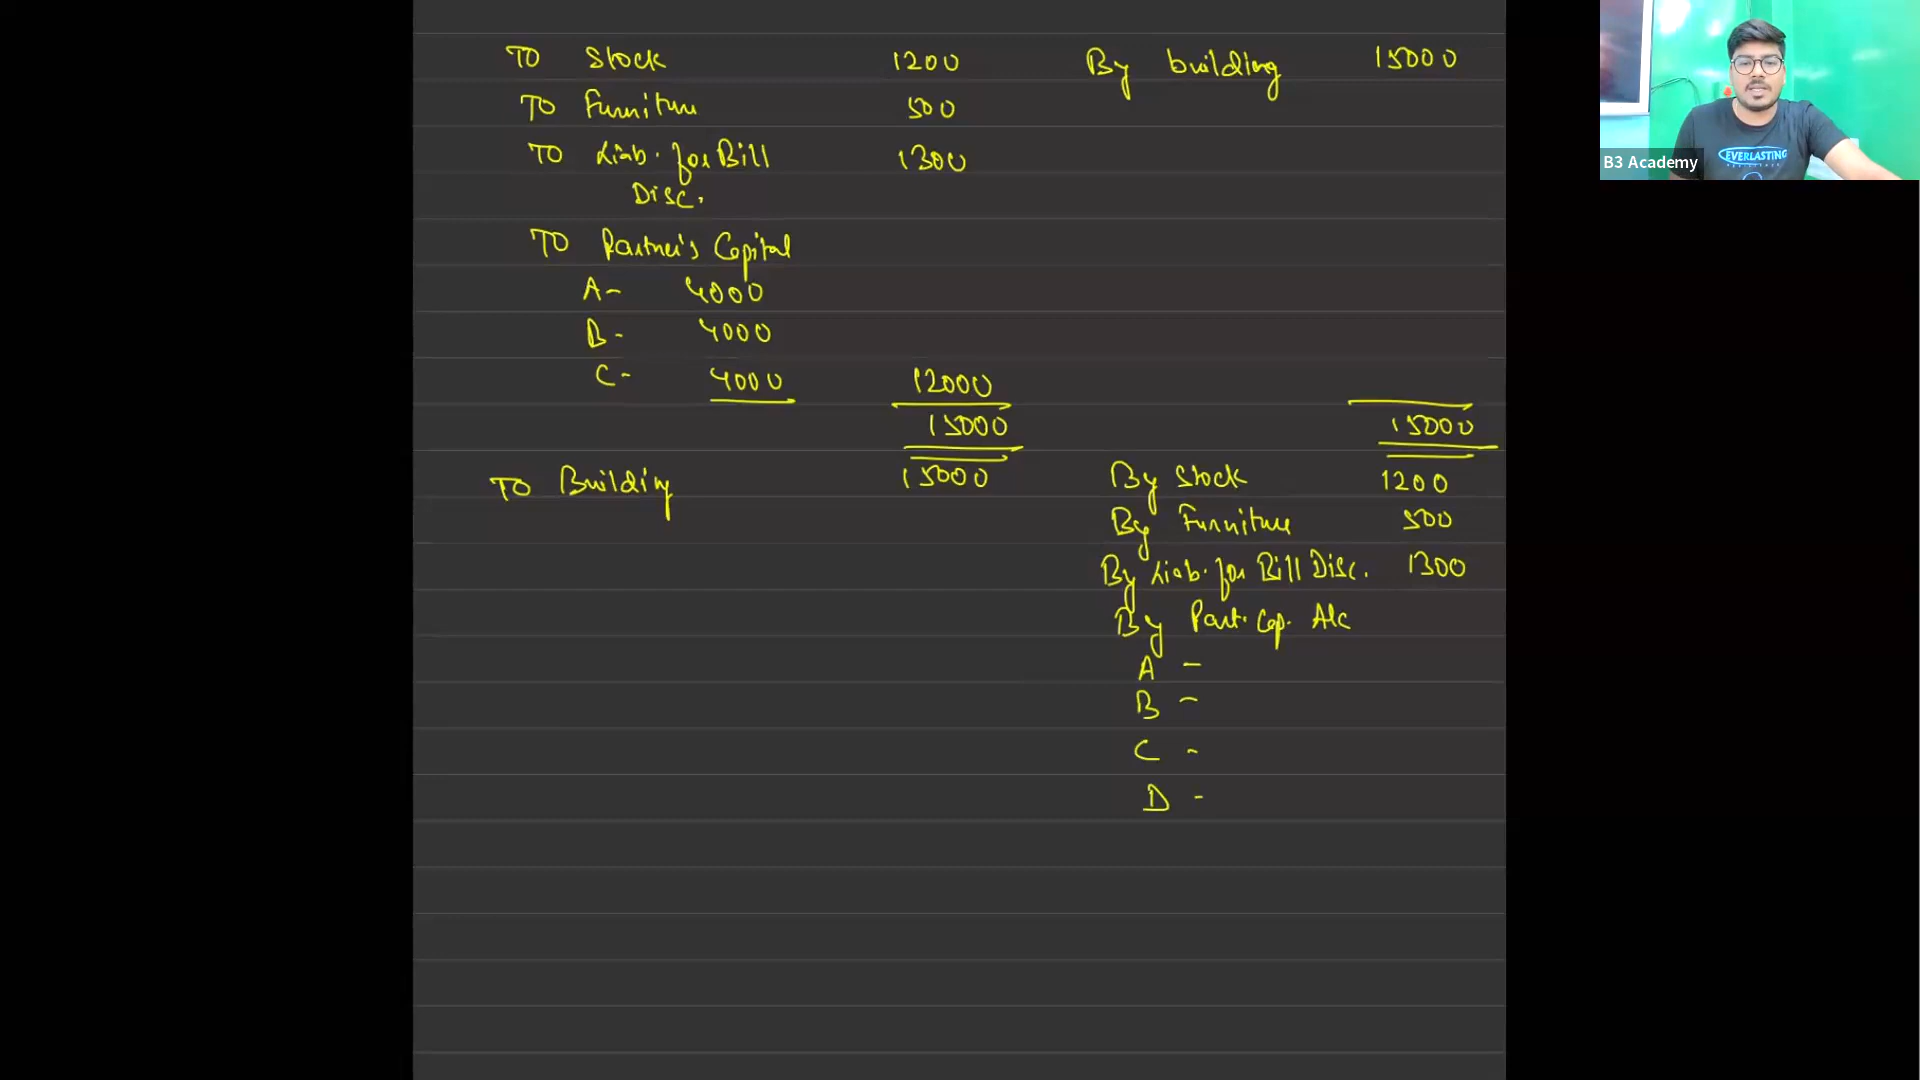 TO Stock 1200 By building 15000
TO Furniture 500
TO Liab. for Bill 1300
Disc.
TO Partner's Capital
A- 4000
B- 4000
C- 4000 12000
15000 15000
TO Building 15000 By Stock 1200
By Furniture 500
By Liab. for Bill Disc. 1300
By Part. Cap. A/c
A -
B -
C -
D -
EVERLASTING
B3 Academy